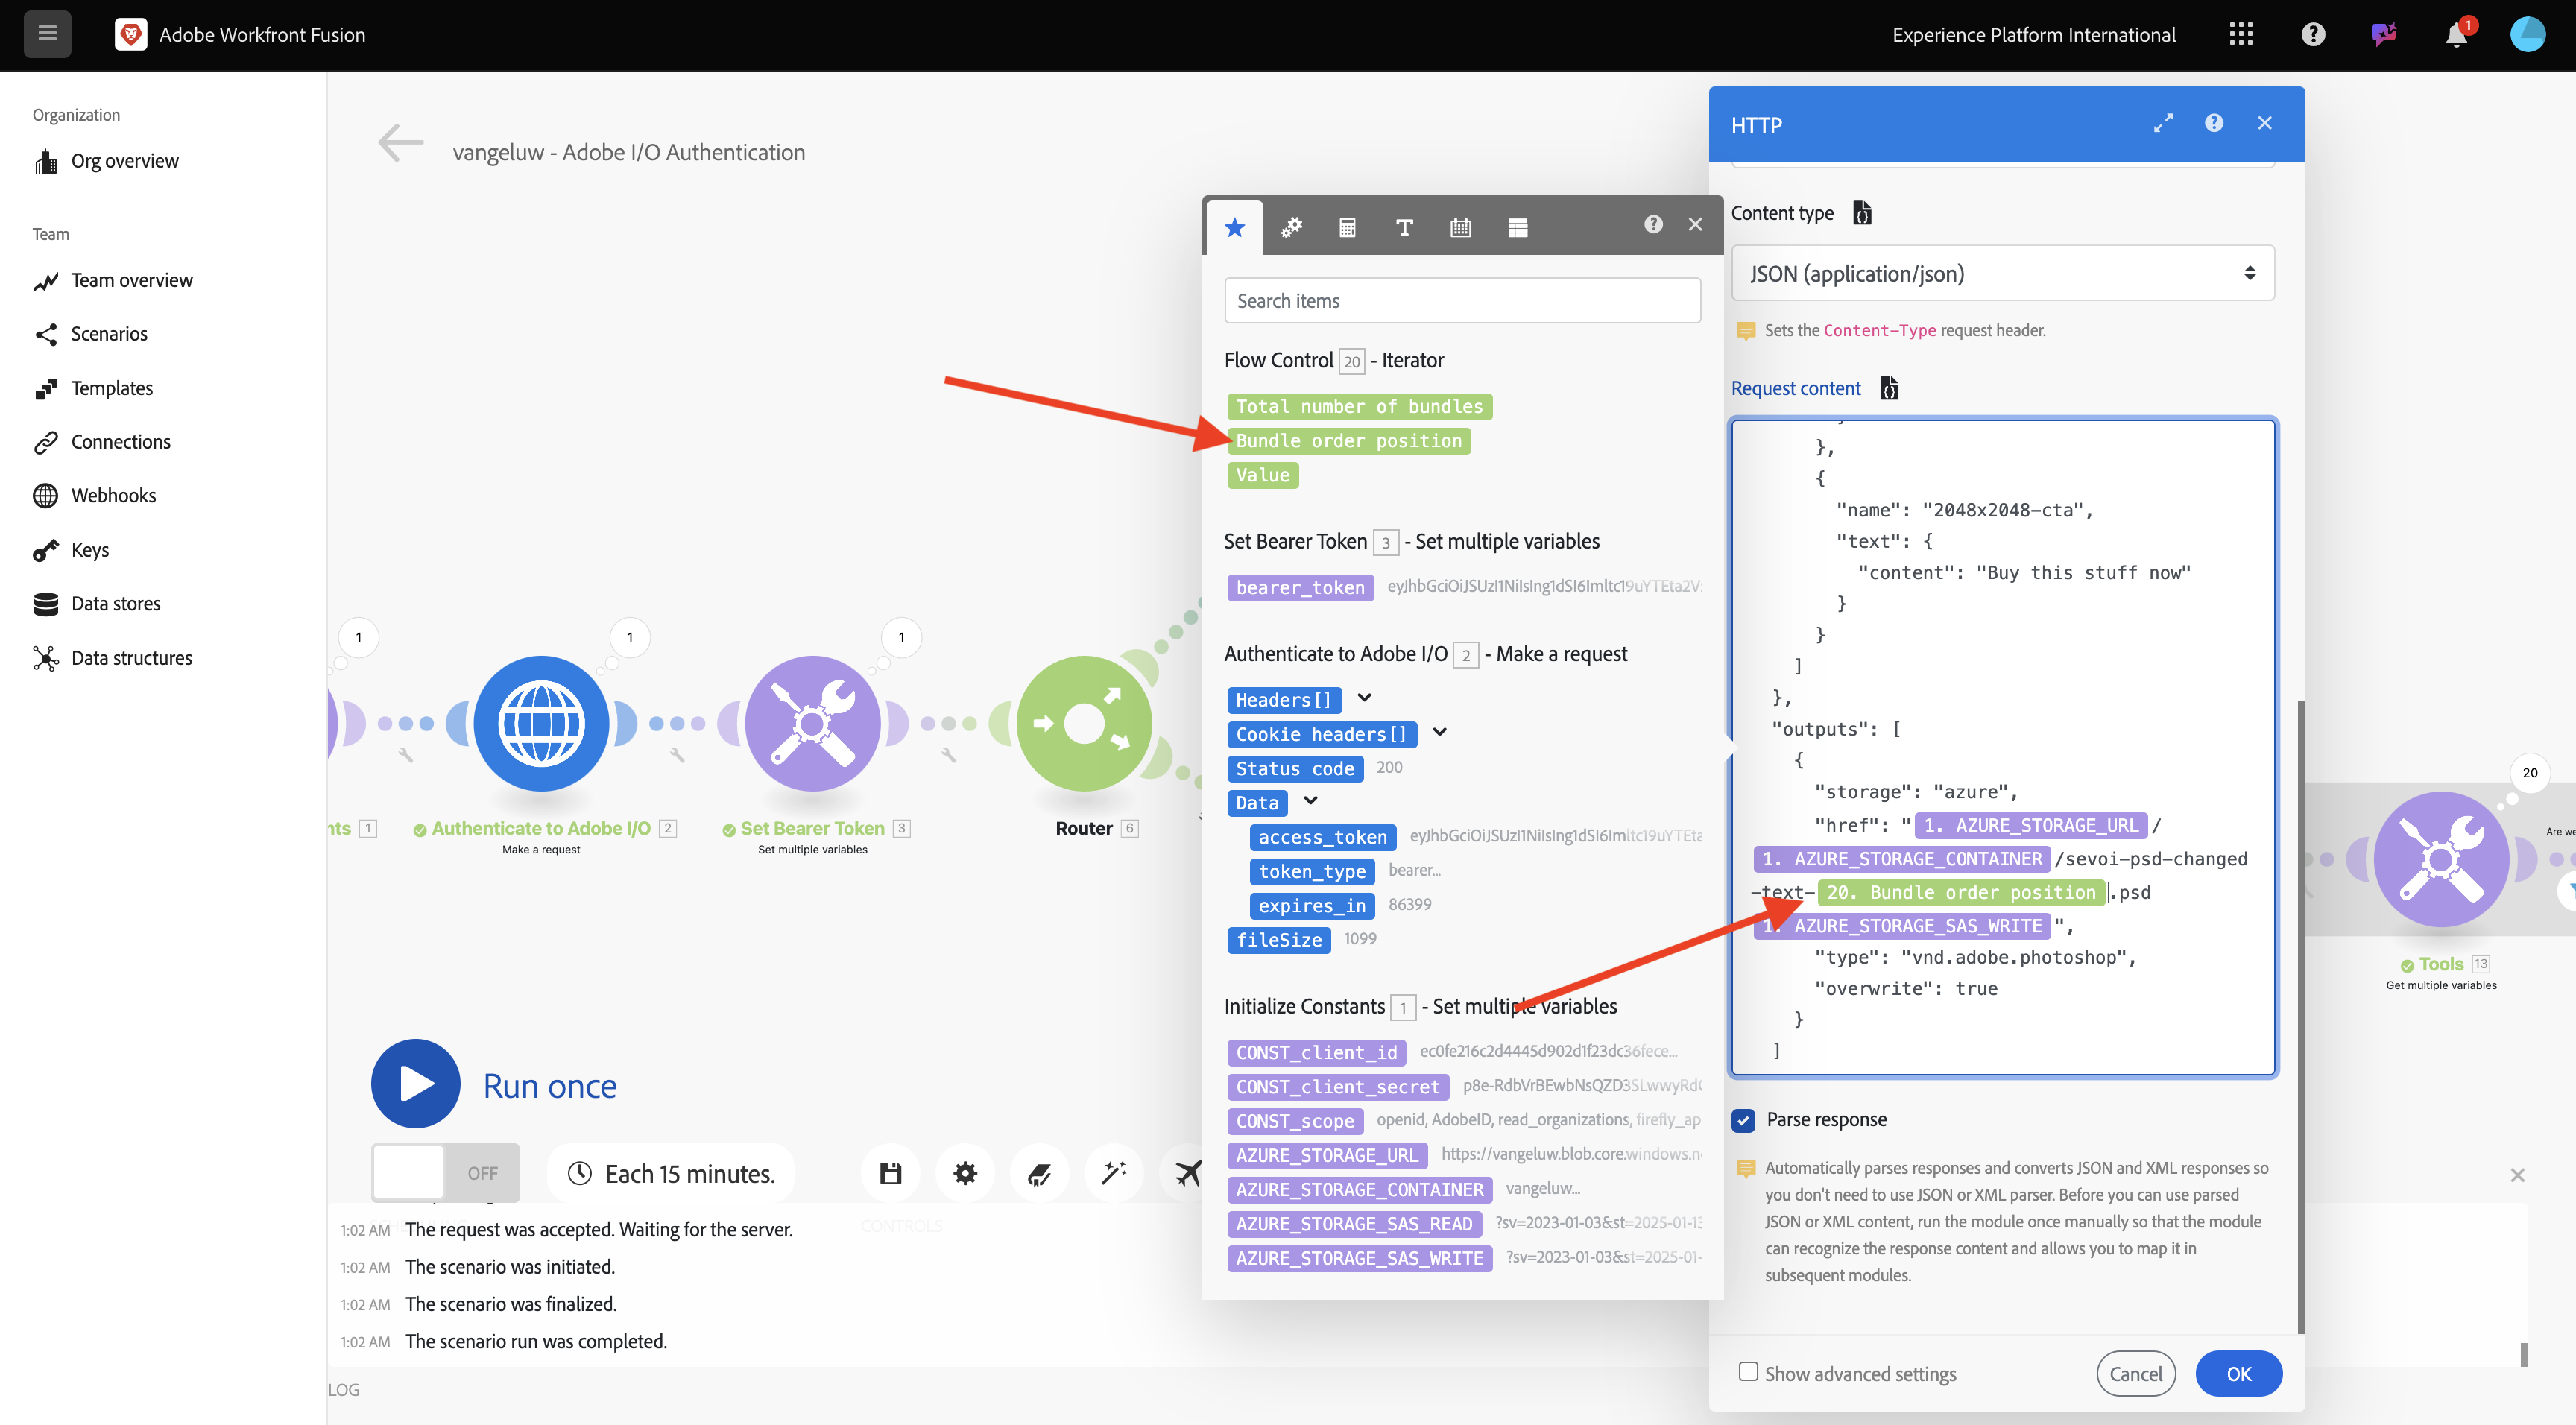 Adobe Workfront Fusion
Experience Platform International
1
Organization
Org overview
Team
Team overview
Scenarios
Templates
Connections
Webhooks
Keys
Data stores
Data structures
vangeluw - Adobe I/O Authentication
1
1
1
nts 1
Authenticate to Adobe I/O 2
Make a request
Set Bearer Token 3
Set multiple variables
Router 6
Run once
OFF
Each 15 minutes.
CONTROLS
1:02 AM The request was accepted. Waiting for the server.
1:02 AM The scenario was initiated.
1:02 AM The scenario was finalized.
1:02 AM The scenario run was completed.
LOG
Search items
Flow Control 20 - Iterator
Total number of bundles
Bundle order position
Value
Set Bearer Token 3 - Set multiple variables
bearer_token
Authenticate to Adobe I/O 2 - Make a request
Headers[]
Cookie headers[]
Status code 200
Data
access_token
token_type bearer...
expires_in 86399
fileSize 1099
Initialize Constants 1 - Set multiple variables
CONST_client_id
CONST_client_secret
CONST_scope openid, AdobeID, read_organizations, firefly_ap
AZURE_STORAGE_URL https://vangeluw.blob.core.windows.n
AZURE_STORAGE_CONTAINER vangeluw...
AZURE_STORAGE_SAS_READ ?sv=2023-01-03&st=2025-01-13
AZURE_STORAGE_SAS_WRITE ?sv=2023-01-03&st=2025-01-
HTTP
Content type
JSON (application/json)
Sets the Content-Type request header.
Request content
},
{
"name": "2048x2048-cta",
"text": {
"content": "Buy this stuff now"
}
}
]
},
"outputs": [
{
"storage": "azure",
"href": "1. AZURE_STORAGE_URL /
1. AZURE_STORAGE_CONTAINER /sevoi-psd-changed
-text- 20. Bundle order position .psd
1. AZURE_STORAGE_SAS_WRITE ",
"type": "vnd.adobe.photoshop",
"overwrite": true
}
]
Parse response
Automatically parses responses and converts JSON and XML responses so
you don't need to use JSON or XML parser. Before you can use parsed
JSON or XML content, run the module once manually so that the module
can recognize the response content and allows you to map it in
subsequent modules.
Show advanced settings
Cancel
OK
20
Are we
Tools 13
Get multiple variables